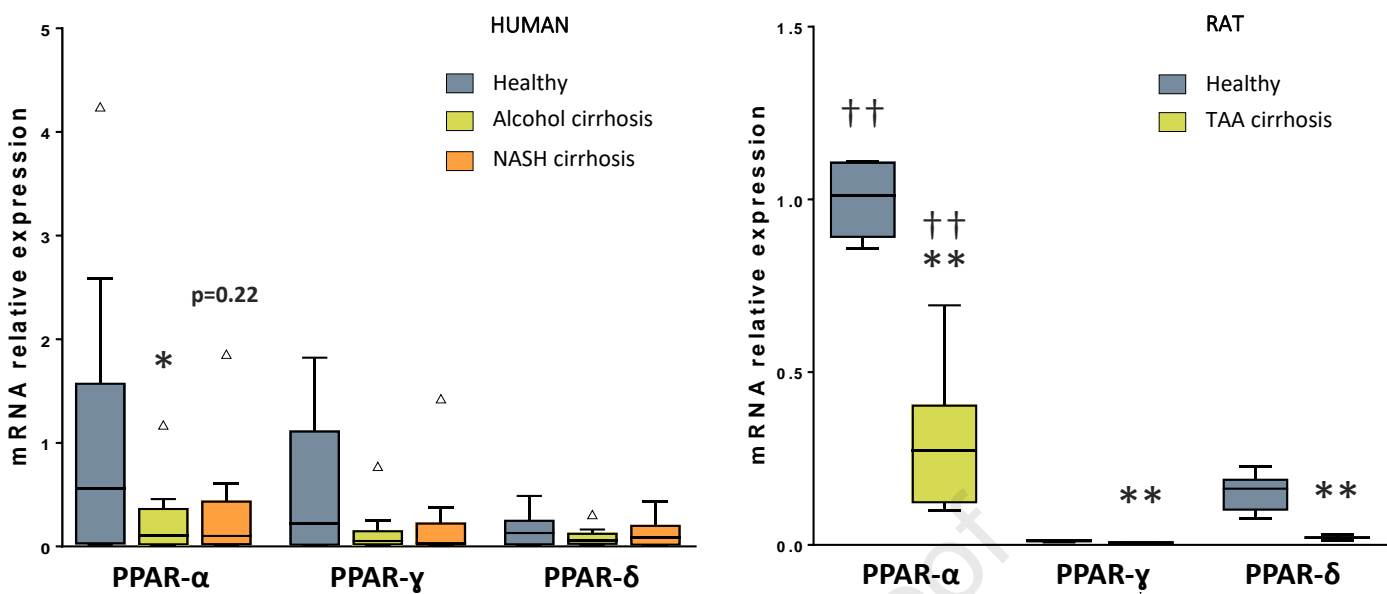 HUMAN
Healthy
Alcohol cirrhosis
NASH cirrhosis
mRNA relative expression
5
4
3
2
1
0
p=0.22
*
PPAR-α
PPAR-ɣ
PPAR-δ
RAT
Healthy
TAA cirrhosis
mRNA relative expression
1.5
1.0
0.5
0.0
††
††
**
**
**
PPAR-α
PPAR-ɣ
PPAR-δ